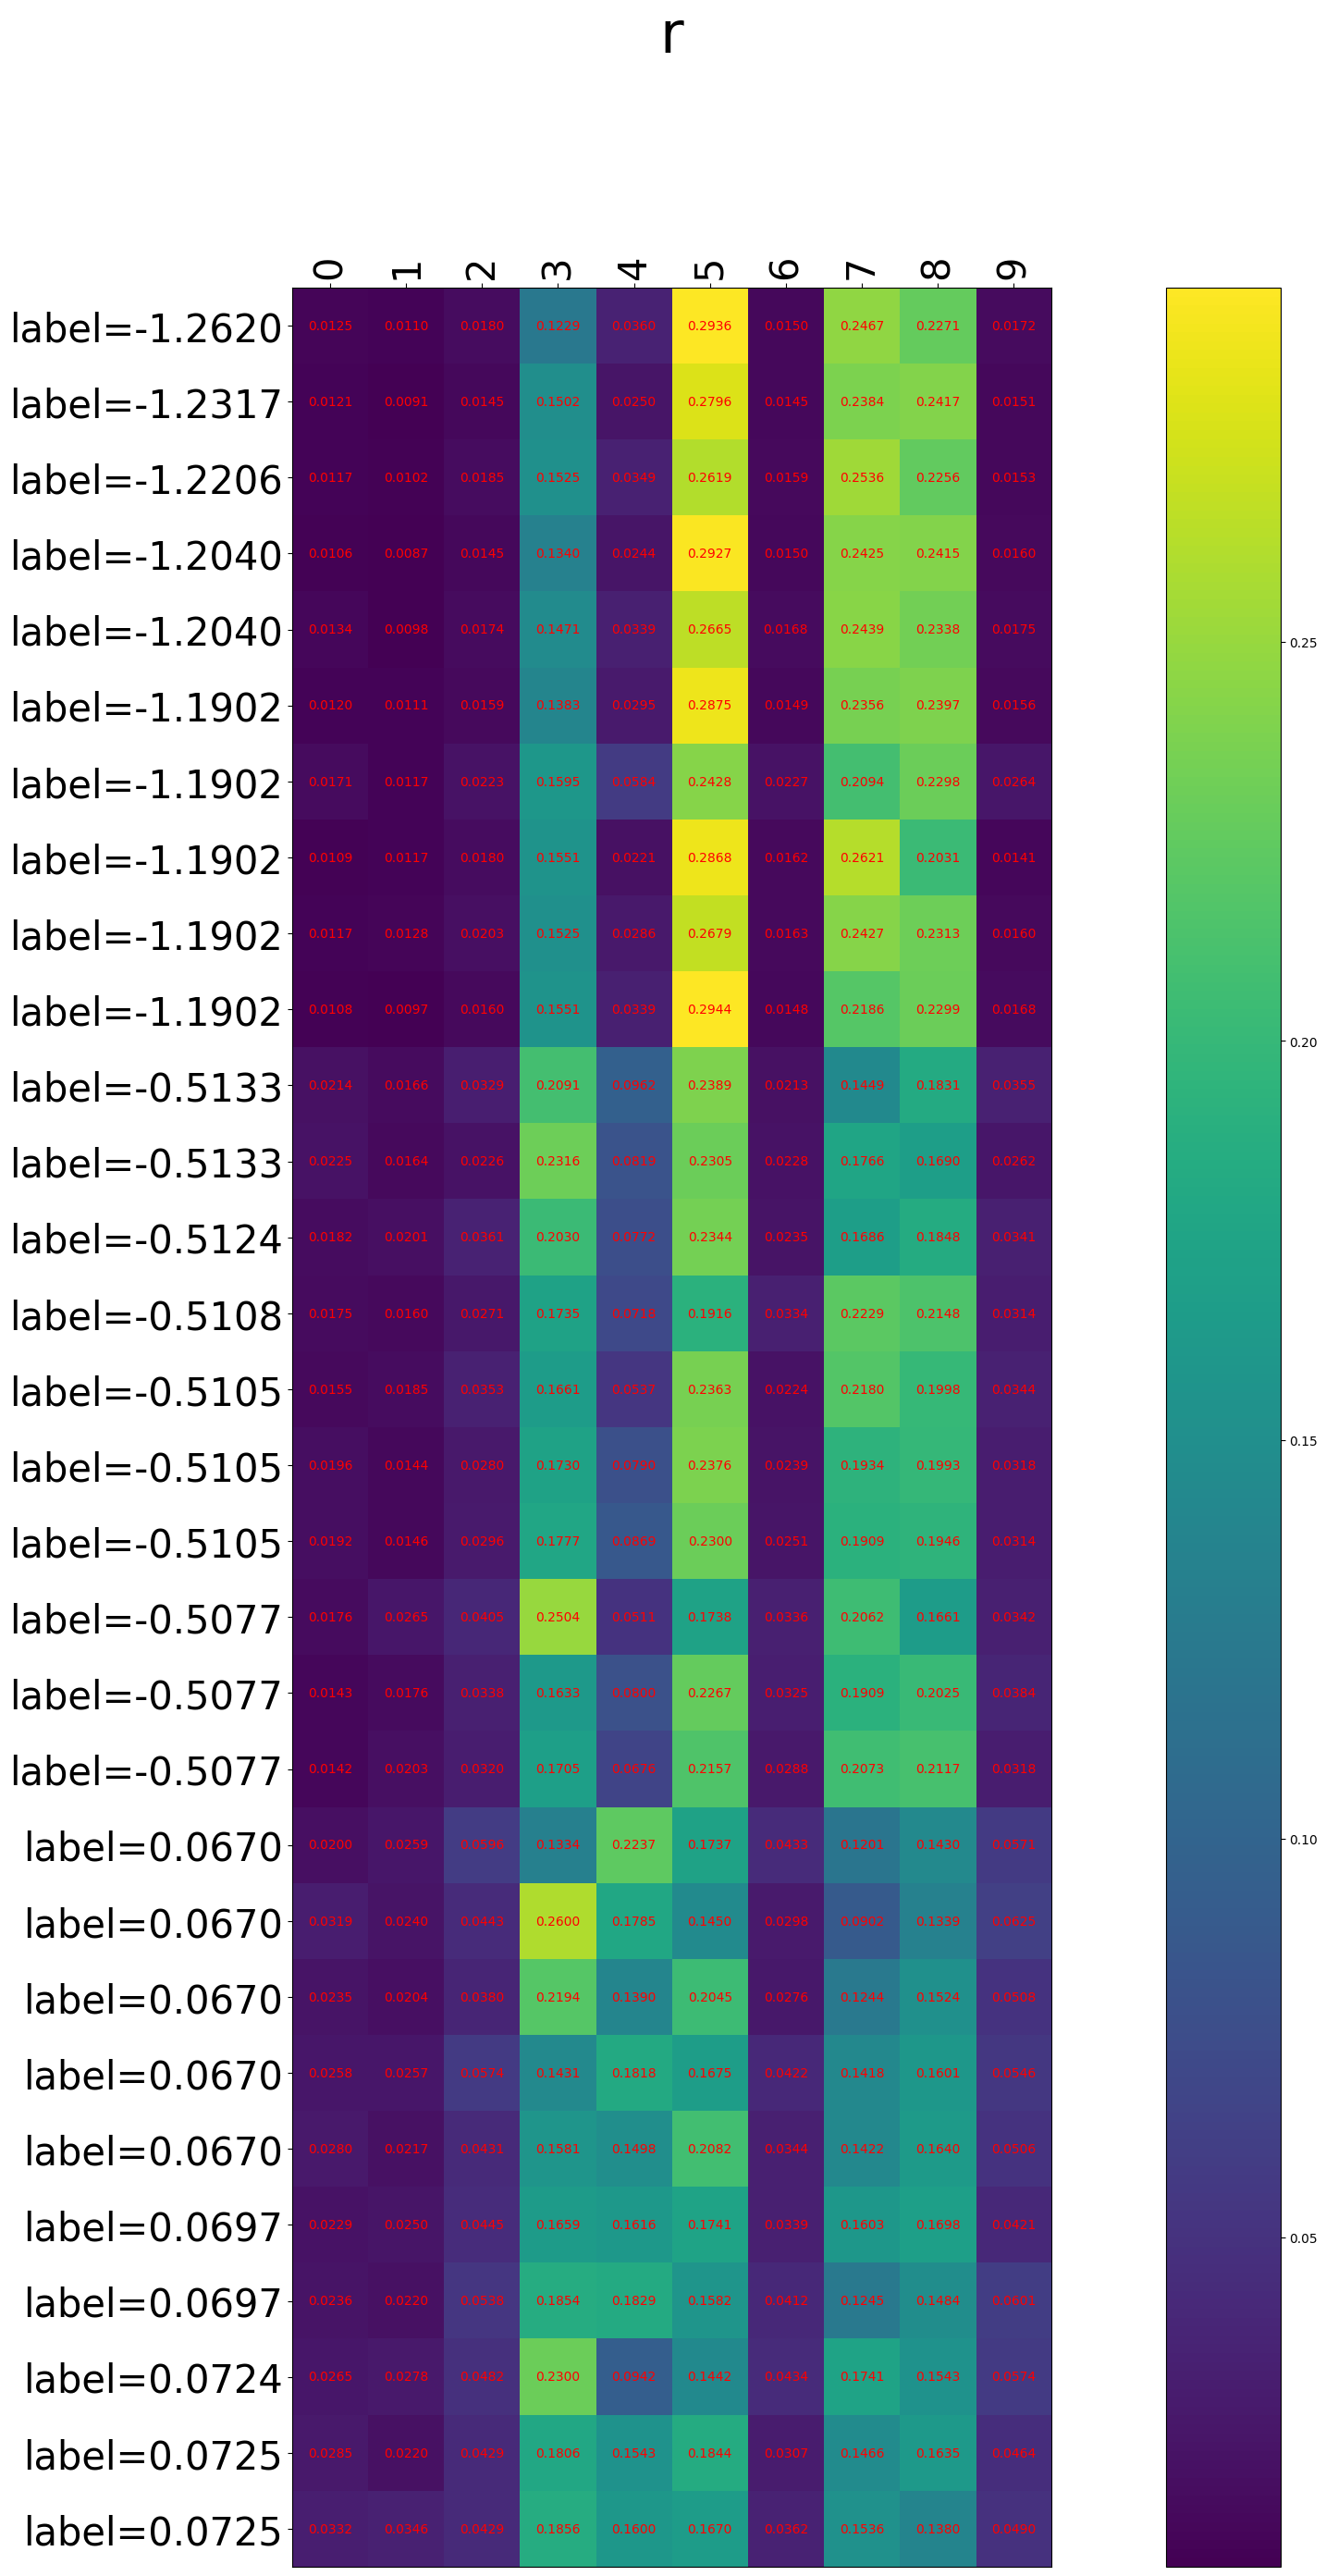 r
0 1 2 3 4 5 6 7 8 9
label=-1.2620 0.0125 0.0110 0.0180 0.1229 0.0360 0.2936 0.0150 0.2467 0.2271 0.0172
label=-1.2317 0.0121 0.0091 0.0145 0.1502 0.0250 0.2796 0.0145 0.2384 0.2417 0.0151
label=-1.2206 0.0117 0.0102 0.0185 0.1525 0.0349 0.2619 0.0159 0.2536 0.2256 0.0153
label=-1.2040 0.0106 0.0087 0.0145 0.1340 0.0244 0.2927 0.0150 0.2425 0.2415 0.0160
label=-1.2040 0.0134 0.0098 0.0174 0.1471 0.0339 0.2665 0.0168 0.2439 0.2338 0.0175
label=-1.1902 0.0120 0.0111 0.0159 0.1383 0.0295 0.2875 0.0149 0.2356 0.2397 0.0156
label=-1.1902 0.0171 0.0117 0.0223 0.1595 0.2428 0.0227 0.2094 0.2298 0.0264
label=-1.1902 0.0109 0.0117 0.0180 0.1551 0.0221 0.2868 0.0162 0.2621 0.2031 0.0141
label=-1.1902 0.0117 0.0128 0.0203 0.1525 0.0286 0.2679 0.0163 0.2427 0.2313 0.0160
label=-1.1902 0.0108 0.0097 0.0160 0.1551 0.0339 0.2944 0.0148 0.2186 0.2299 0.0168
label=-0.5133 0.0214 0.0166 0.0329 0.2091 0.0962 0.2389 0.0213 0.1449 0.1831 0.0355
label=-0.5133 0.0225 0.0164 0.0226 0.2316 0.2305 0.0228 0.1766 0.1690 0.0262
label=-0.5124 0.0182 0.0201 0.0361 0.2030 0.0772 0.2344 0.0235 0.1686 0.1848 0.0341
label=-0.5108 0.0175 0.0160 0.0271 0.1735 0.1916 0.0334 0.2229 0.2148 0.0314
label=-0.5105 0.0155 0.0185 0.0353 0.1661 0.0537 0.2363 0.0224 0.2180 0.1998 0.0344
label=-0.5105 0.0196 0.0144 0.0280 0.1730 0.2376 0.0239 0.1934 0.1993 0.0318
label=-0.5105 0.0192 0.0146 0.0296 0.1777 0.0869 0.2300 0.0251 0.1909 0.1946 0.0314
label=-0.5077 0.0176 0.0265 0.0405 0.2504 0.0511 0.1738 0.0336 0.2062 0.1661 0.0342
label=-0.5077 0.0143 0.0176 0.0338 0.1633 0.0800 0.2267 0.0325 0.1909 0.2025 0.0384
label=-0.5077 0.0142 0.0203 0.0320 0.1705 0.2157 0.0288 0.2073 0.2117 0.0318
label=0.0670 0.0200 0.0259 0.0596 0.1334 0.2237 0.1737 0.0433 0.1201 0.1430 0.0571
label=0.0670 0.0319 0.0240 0.0443 0.2600 0.1785 0.1450 0.0298 0.0902 0.1339 0.0625
label=0.0670 0.0235 0.0204 0.0380 0.2194 0.1390 0.2045 0.0276 0.1244 0.1524 0.0508
label=0.0670 0.0258 0.0257 0.0574 0.1431 0.1818 0.1675 0.0422 0.1418 0.1601 0.0546
label=0.0670 0.0280 0.0217 0.0431 0.1581 0.1498 0.2082 0.0344 0.1422 0.1640 0.0506
label=0.0697 0.0229 0.0250 0.0445 0.1659 0.1616 0.1741 0.0339 0.1603 0.1698 0.0421
label=0.0697 0.0236 0.0220 0.0538 0.1854 0.1829 0.1582 0.0412 0.1245 0.1484
label=0.0724 0.0265 0.0278 0.0482 0.2300 0.0942 0.1442 0.0434 0.1741 0.1543 0.0574
label=0.0725 0.0285 0.0220 0.0429 0.1806 0.1543 0.1844 0.0307 0.1466 0.1635 0.0464
label=0.0725 0.0332 0.0346 0.0429 0.1856 0.1600 0.1670 0.0362 0.1536 0.1380 0.0490
0.25
0.20
0.15
0.10
0.05